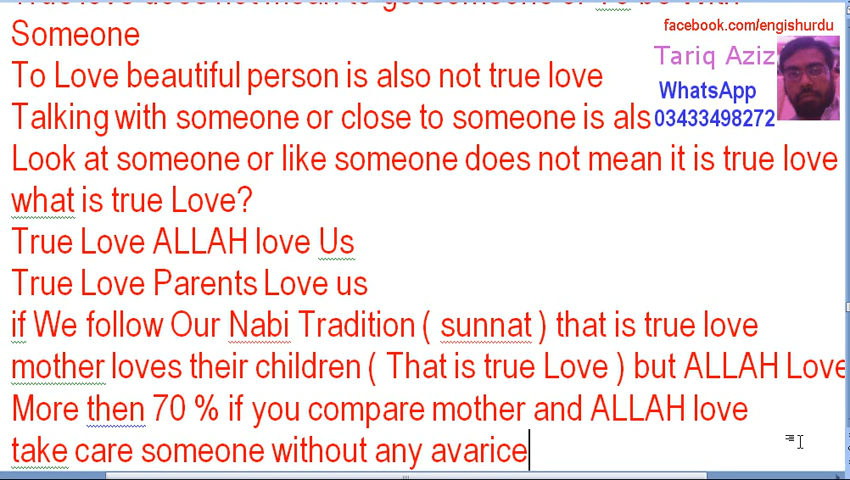 Someone
To Love beautiful person is also not true love
Talking with someone or close to someone is als
Look at someone or like someone does not mean it is true love
what is true Love?
True Love ALLAH love Us
True Love Parents Love us
if We follow Our Nabi Tradition ( sunnat ) that is true love
mother loves their children ( That is true Love ) but ALLAH Love
More then 70 % if you compare mother and ALLAH love
take care someone without any avarice
facebook.com/engishurdu
Tariq Aziz
WhatsApp
03433498272